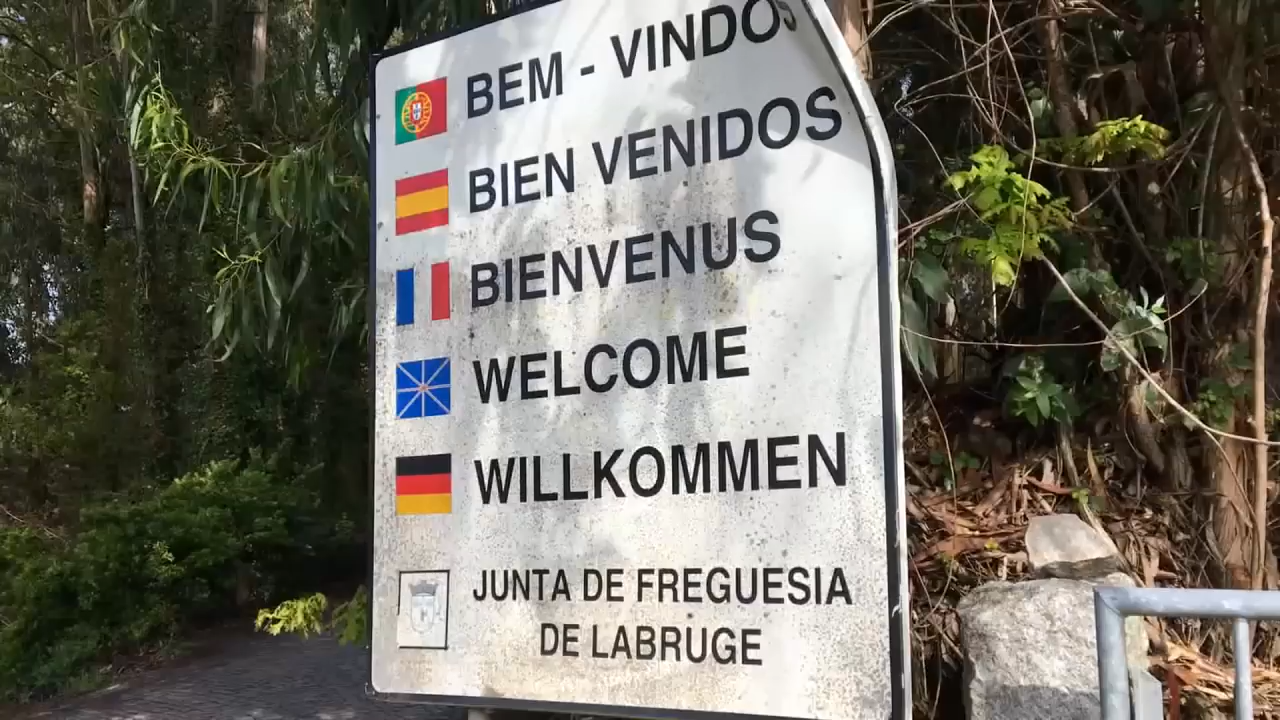 BEM - VINDOS
BIEN VENIDOS
BIENVENUS
WELCOME
WILLKOMMEN
JUNTA DE FREGUESIA
DE LABRUGE